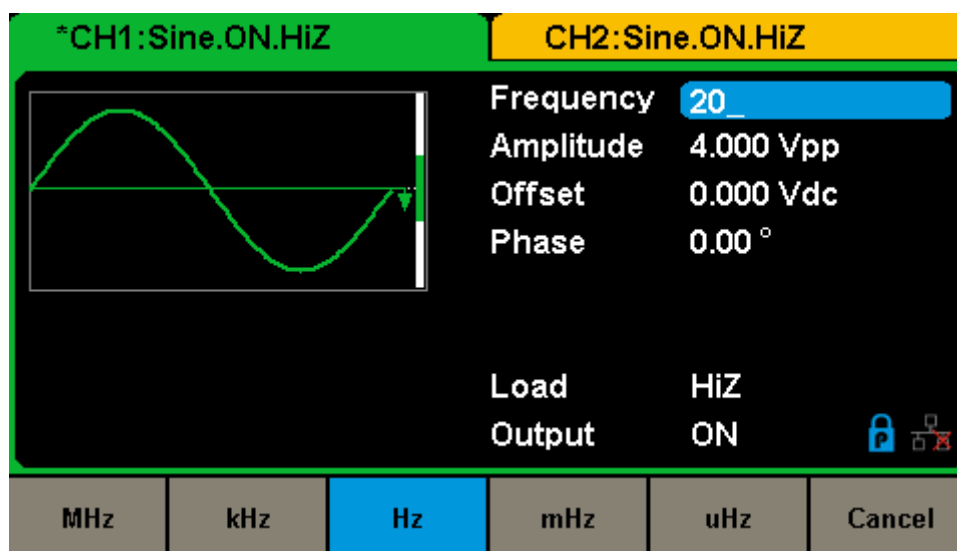 *CH1:Sine.ON.HiZ CH2:Sine.ON.HiZ
Frequency 20_
Amplitude 4.000 Vpp
Offset 0.000 Vdc
Phase 0.00 °
Load HiZ
Output ON P
MHz kHz Hz mHz uHz Cancel